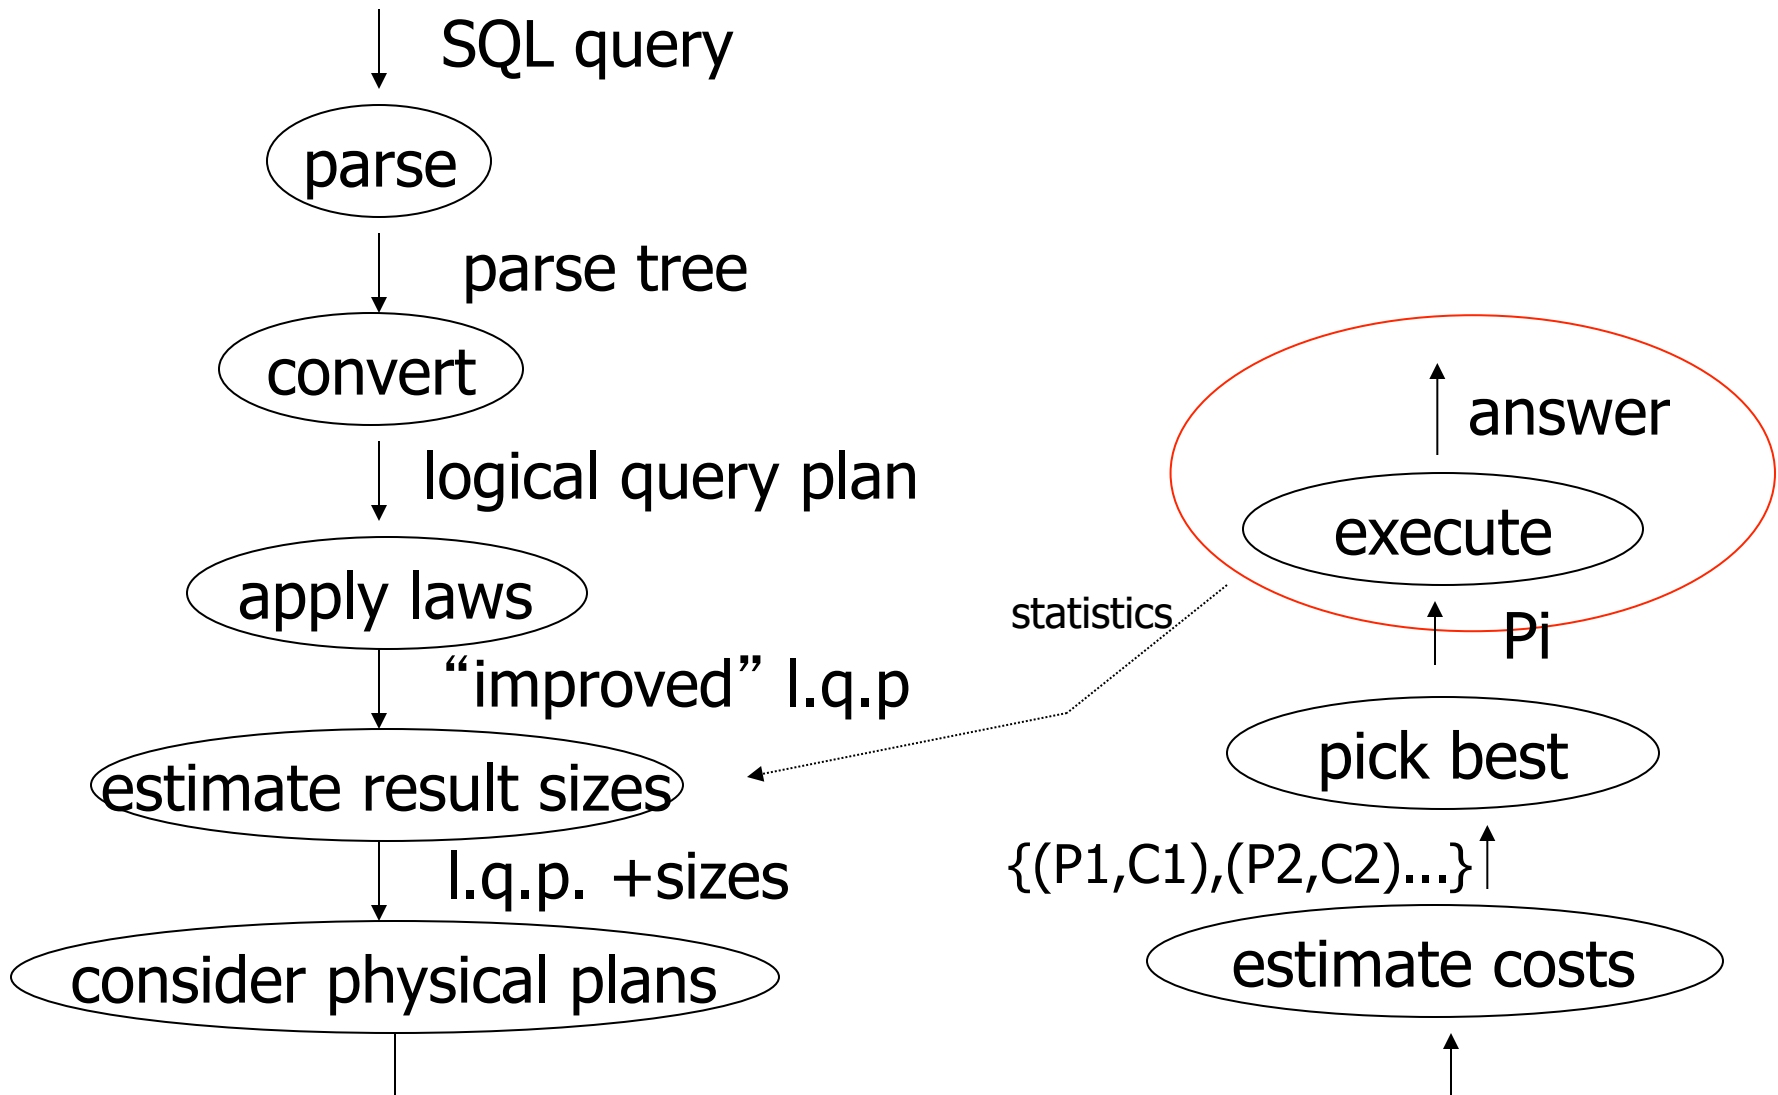 SQL query
parse
parse tree
convert
logical query plan
apply laws
“improved” l.q.p
estimate result sizes
l.q.p. +sizes
consider physical plans
statistics
answer
execute
Pi
pick best
{(P1,C1),(P2,C2)...}
estimate costs